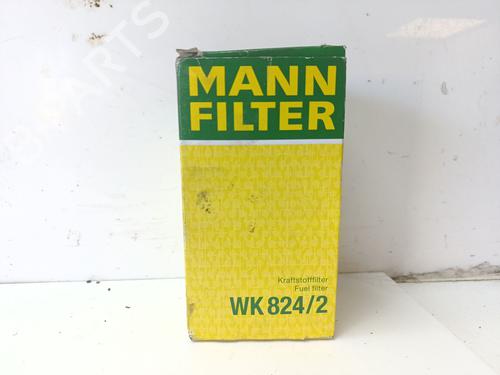 MANN
FILTER
Kraftstofffilter
Fuel filter
WK 824/2